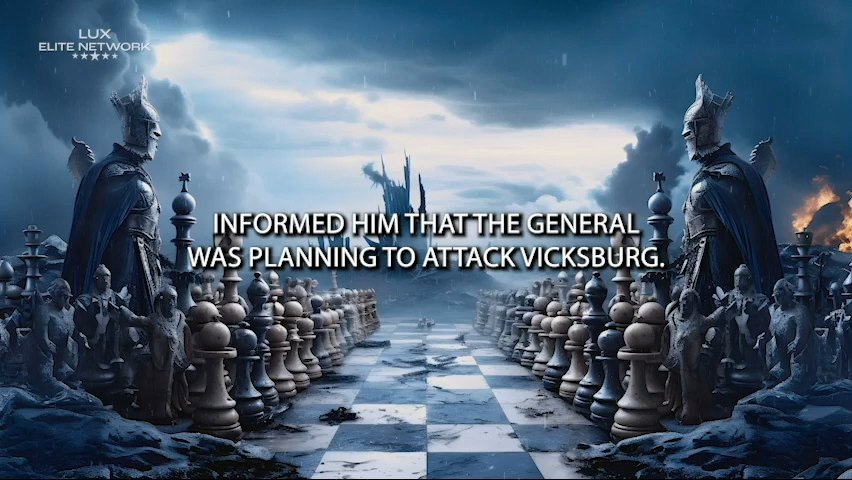 LUX
ELITE NETWORK
INFORMED HIM THAT THE GENERAL
WAS PLANNING TO ATTACK VICKSBURG.